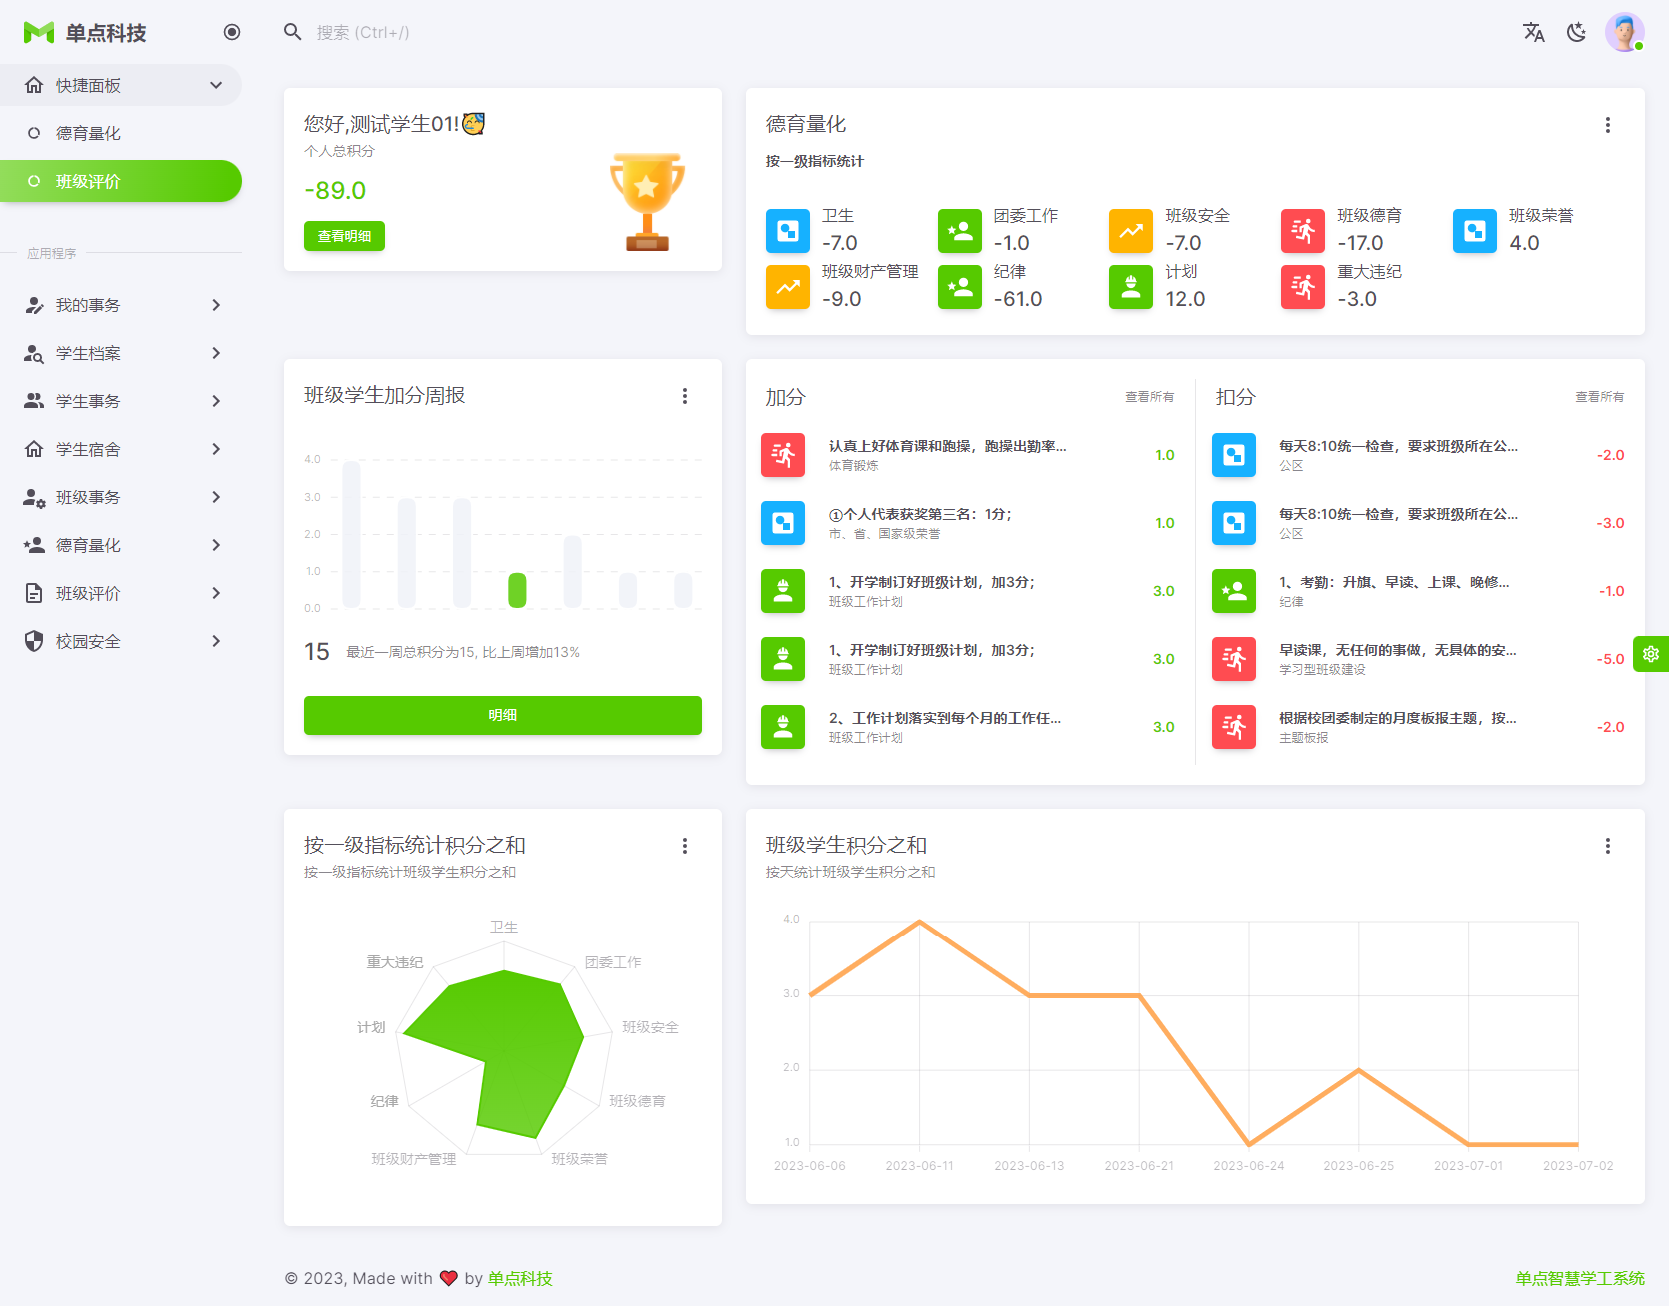 单点科技
搜索 (Ctrl+/)
快捷面板
德育量化
班级评价
应用程序
我的事务
学生档案
学生事务
学生宿舍
班级事务
德育量化
班级评价
校园安全
您好,测试学生01!🥳
个人总积分
-89.0
查看明细
德育量化
按一级指标统计
卫生
-7.0
团委工作
-1.0
班级安全
-7.0
班级德育
-17.0
班级荣誉
4.0
班级财产管理
-9.0
纪律
-61.0
计划
12.0
重大违纪
-3.0
班级学生加分周报
4.0
3.0
2.0
1.0
0.0
15 最近一周总积分为15, 比上周增加13%
明细
加分 查看所有
认真上好体育课和跑操，跑操出勤率...
体育锻炼
1.0
①个人代表获奖第三名：1分；
市、省、国家级荣誉
1.0
1、开学制订好班级计划，加3分；
班级工作计划
3.0
1、开学制订好班级计划，加3分；
班级工作计划
3.0
2、工作计划落实到每个月的工作任...
班级工作计划
3.0
扣分 查看所有
每天8:10统一检查，要求班级所在公...
公区
-2.0
每天8:10统一检查，要求班级所在公...
公区
-3.0
1、考勤：升旗、早读、上课、晚修...
纪律
-1.0
早读课，无任何的事做，无具体的安...
学习型班级建设
-5.0
根据校团委制定的月度板报主题，按...
主题板报
-2.0
按一级指标统计积分之和
按一级指标统计班级学生积分之和
卫生
团委工作
班级安全
班级德育
班级荣誉
班级财产管理
纪律
计划
重大违纪
班级学生积分之和
按天统计班级学生积分之和
4.0
3.0
2.0
1.0
2023-06-06 2023-06-11 2023-06-13 2023-06-21 2023-06-24 2023-06-25 2023-07-01 2023-07-02
© 2023, Made with ❤️ by 单点科技
单点智慧学工系统